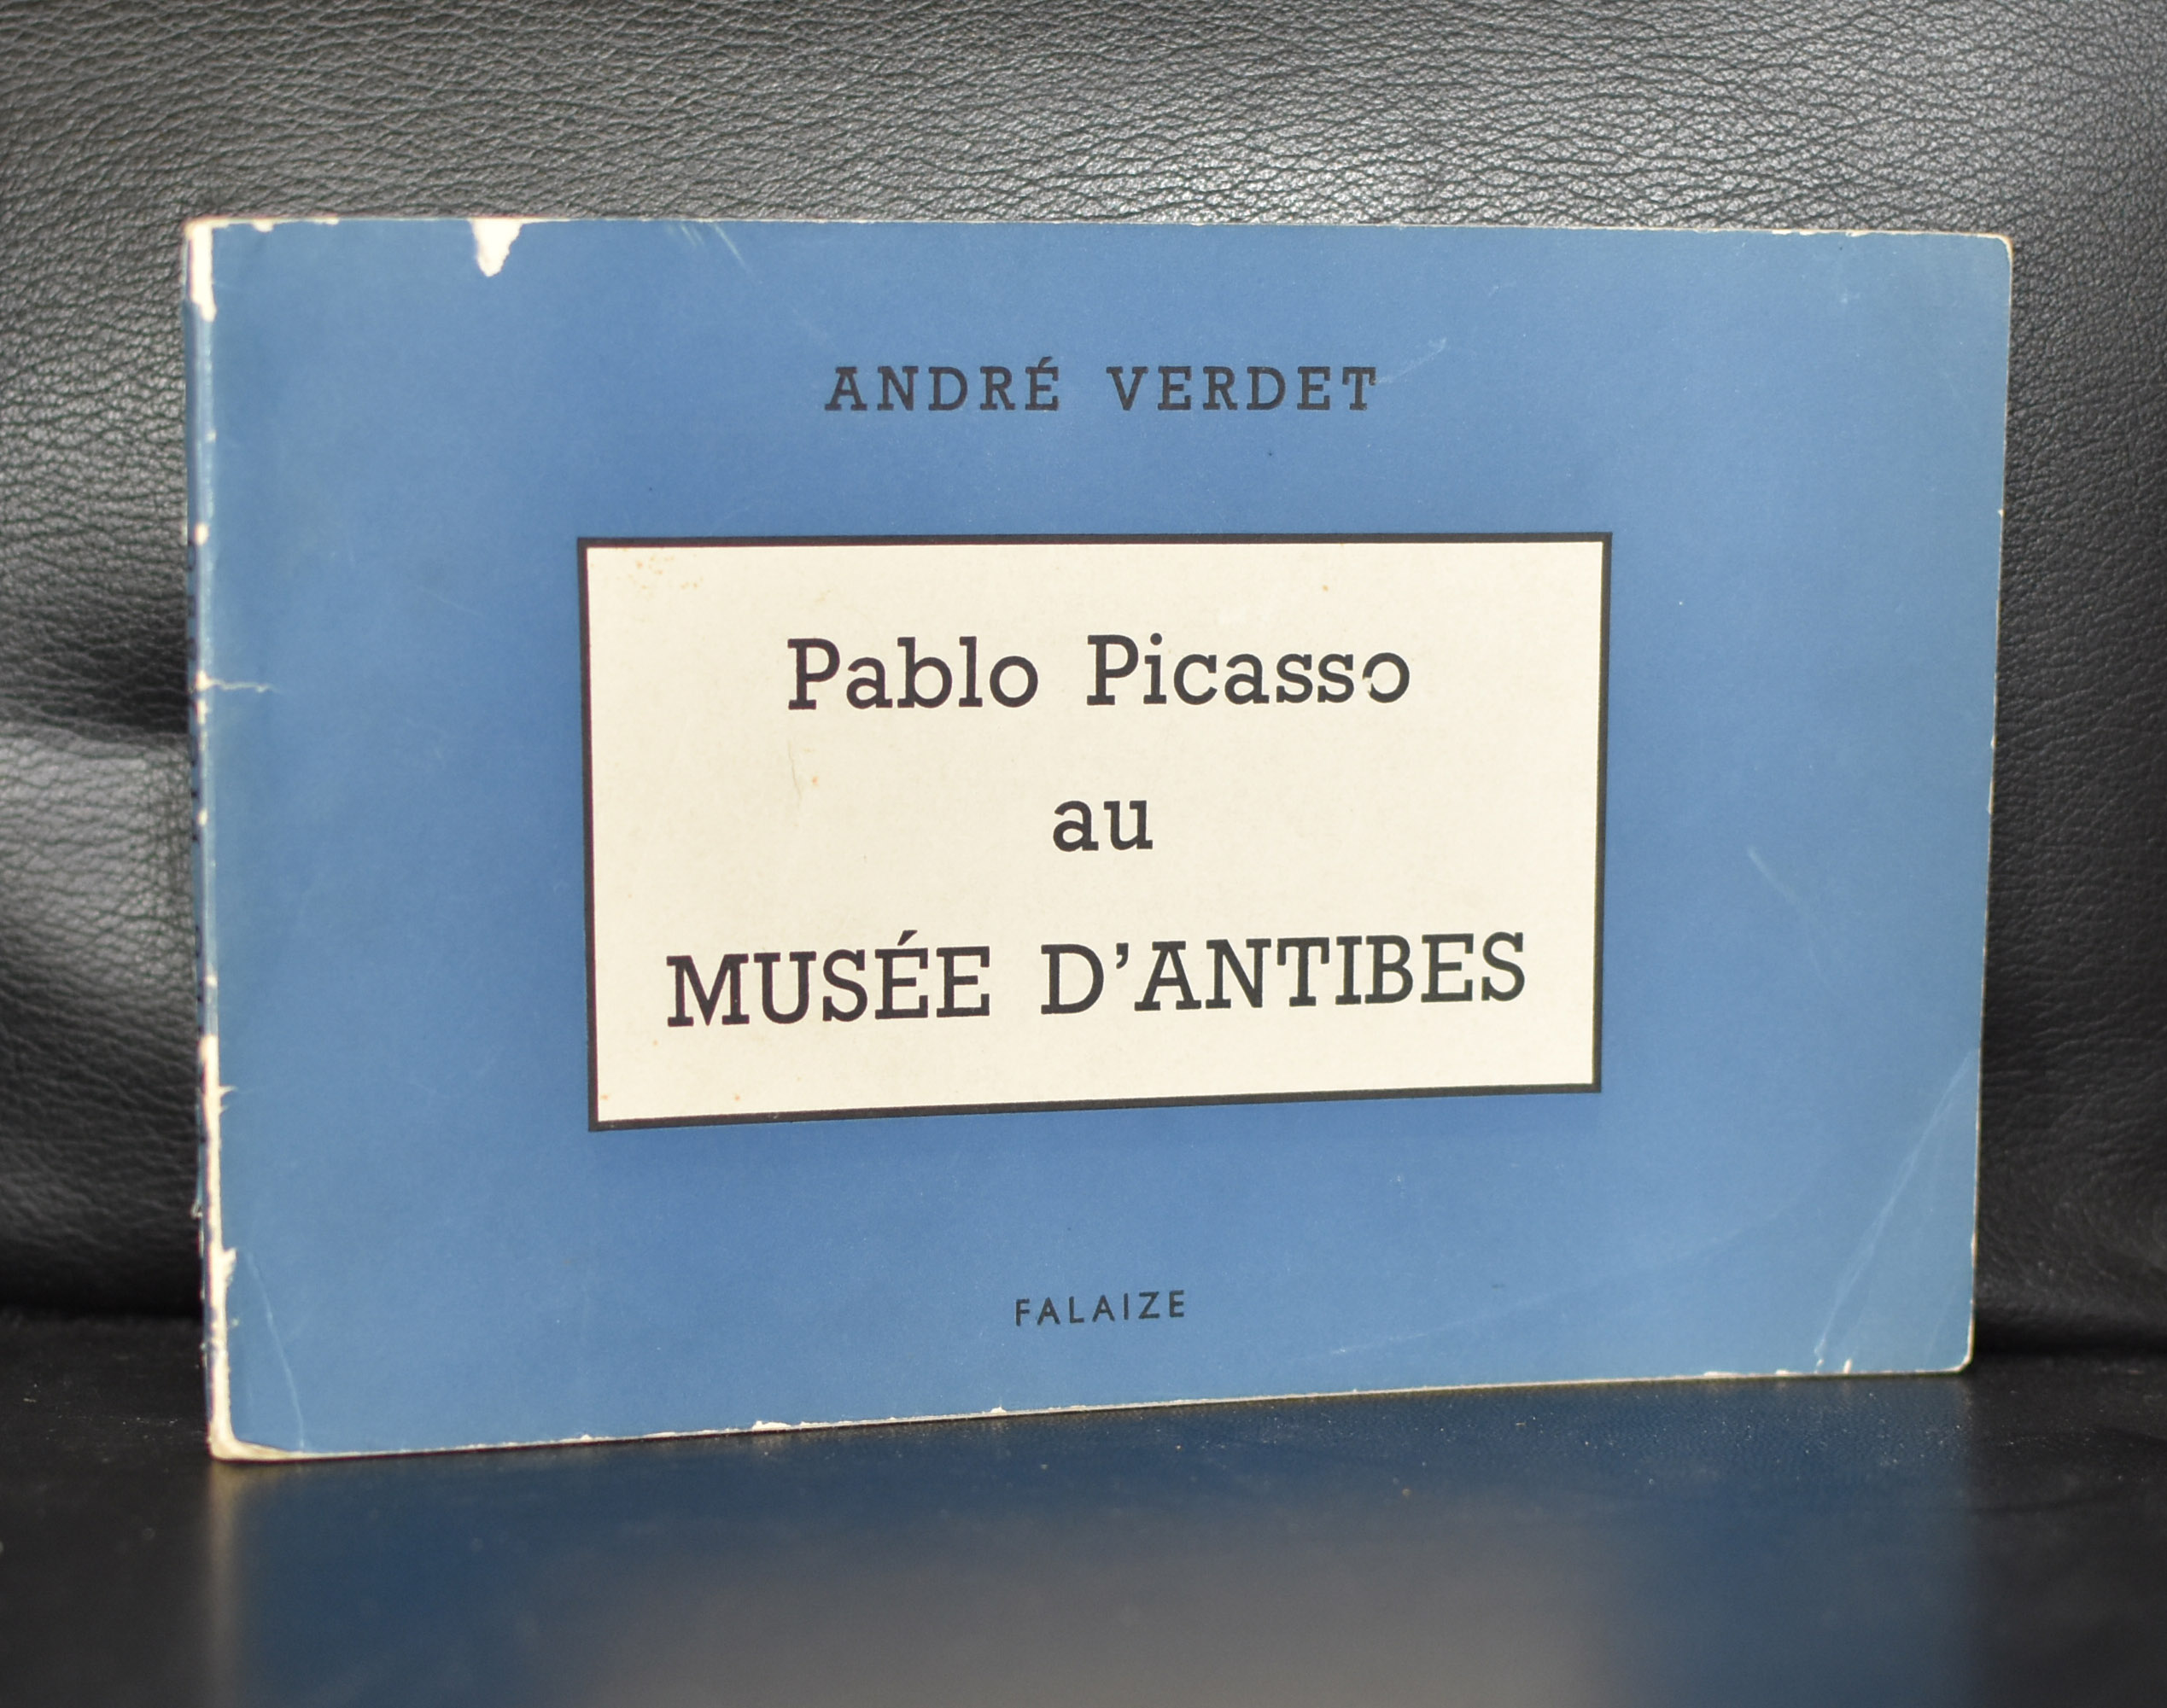 ANDRÉ VERDET
Pablo Picasso
au
MUSÉE D'ANTIBES
FALAIZE